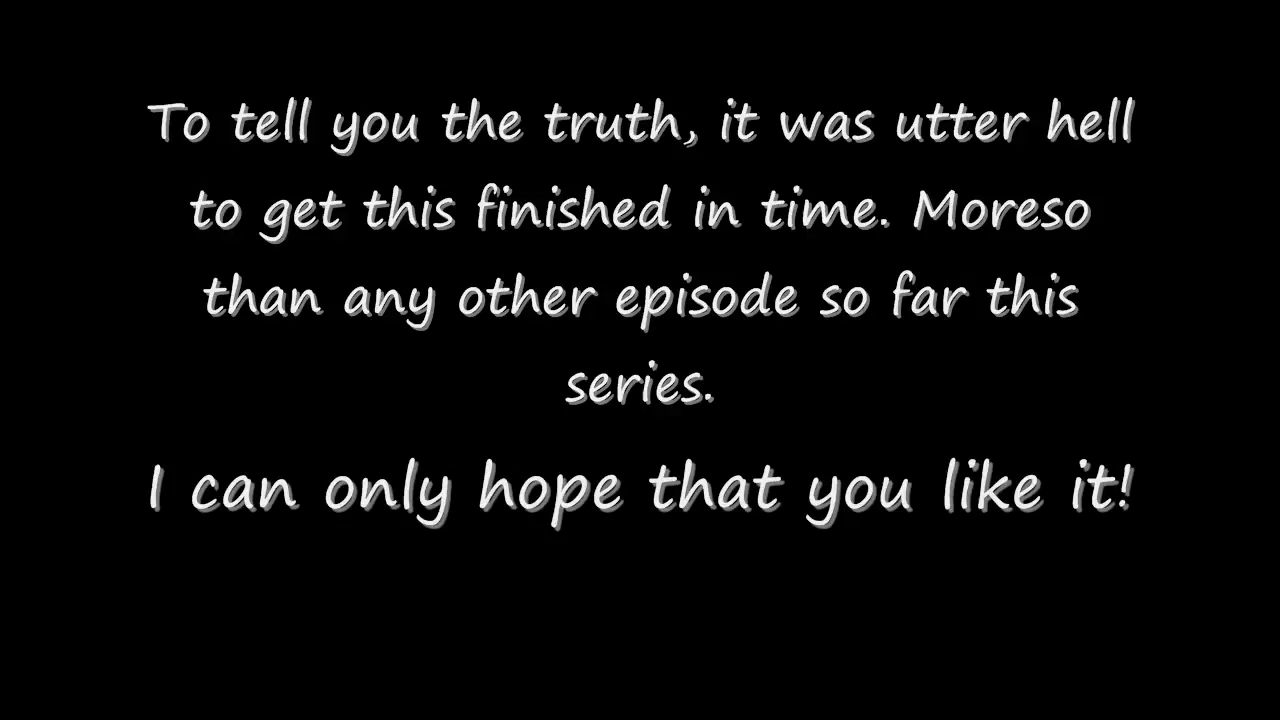 To tell you the truth, it was utter hell
to get this finished in time. Moreso
than any other episode so far this
series.
I can only hope that you like it!